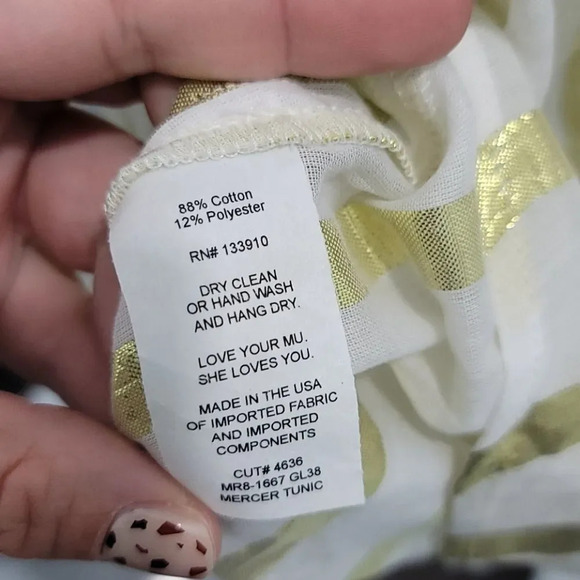 88% Cotton
12% Polyester
RN# 133910
DRY CLEAN
OR HAND WASH
AND HANG DRY.
LOVE YOUR MU.
SHE LOVES YOU.
MADE IN THE USA
OF IMPORTED FABRIC
AND IMPORTED
COMPONENTS
CUT# 4636
MR8-1667 GL38
MERCER TUNIC